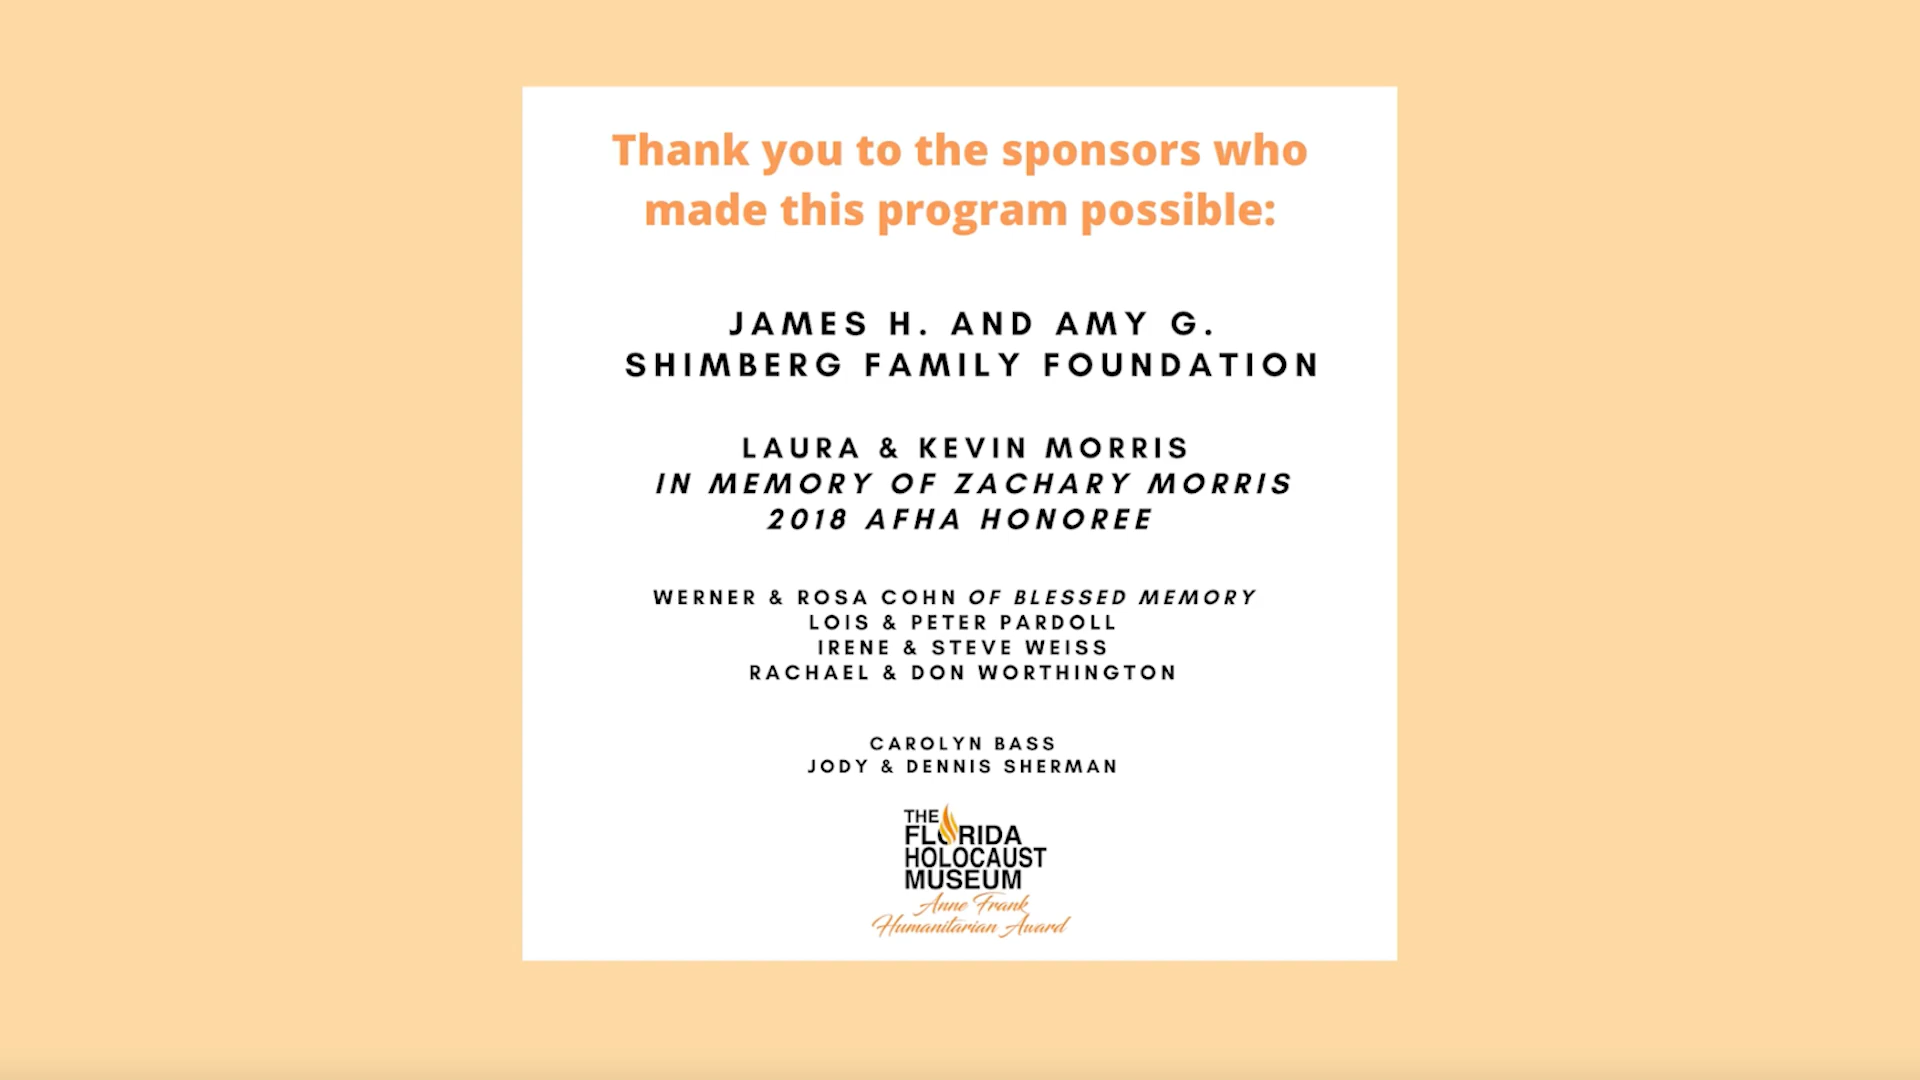 Thank you to the sponsors who
made this program possible:
JAMES H. AND AMY G.
SHIMBERG FAMILY FOUNDATION
LAURA & KEVIN MORRIS
IN MEMORY OF ZACHARY MORRIS
2018 AFHA HONOREE
WERNER & ROSA COHN OF BLESSED MEMORY
LOIS & PETER PARDOLL
IRENE & STEVE WEISS
RACHAEL & DON WORTHINGTON
CAROLYN BASS
JODY & DENNIS SHERMAN
THE
FLORIDA
HOLOCAUST
MUSEUM
Anne Frank
Humanitarian Award